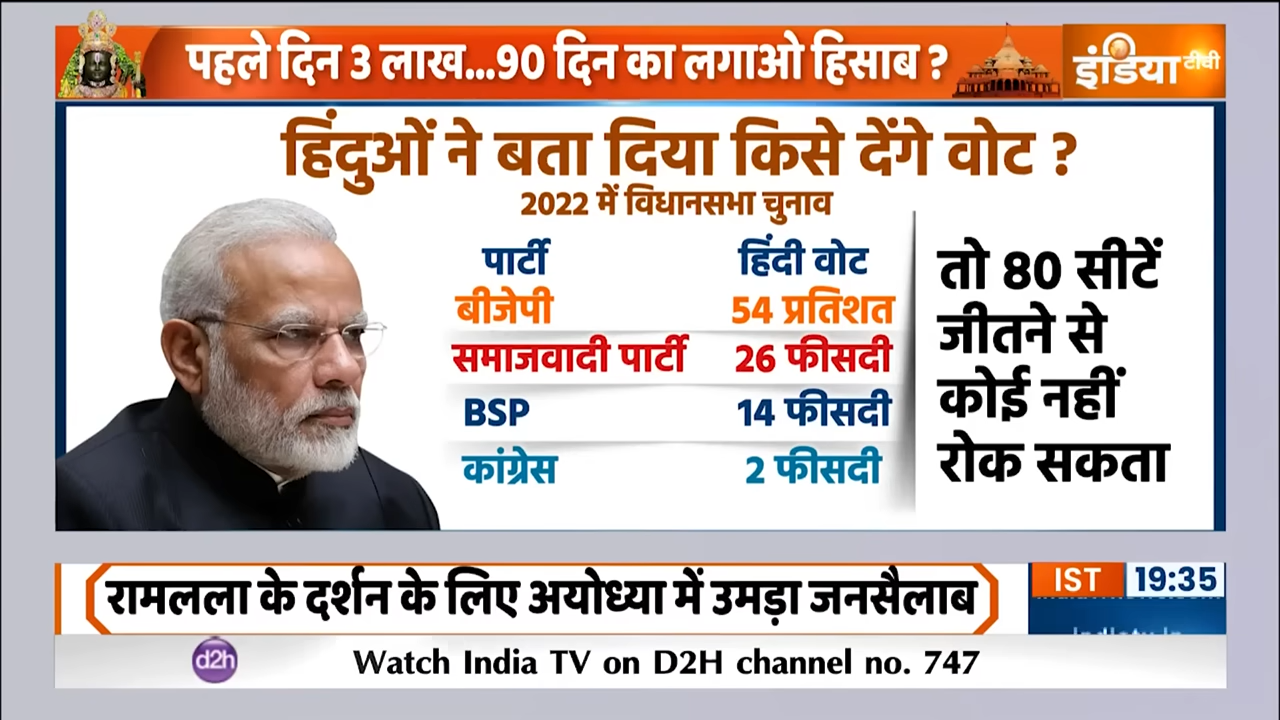 पहले दिन 3 लाख...90 दिन का लगाओ हिसाब ?
इंडिया टीवी
हिंदुओं ने बता दिया किसे देंगे वोट ?
2022 में विधानसभा चुनाव
पार्टी हिंदी वोट
बीजेपी 54 प्रतिशत
समाजवादी पार्टी 26 फीसदी
BSP 14 फीसदी
कांग्रेस 2 फीसदी
तो 80 सीटें
जीतने से
कोई नहीं
रोक सकता
रामलला के दर्शन के लिए अयोध्या में उमड़ा जनसैलाब
IST 19:35
d2h Watch India TV on D2H channel no. 747